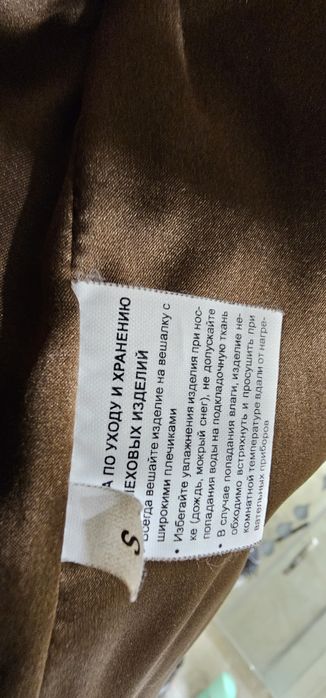 А ПО УХОДУ И ХРАНЕНИЮ
МЕХОВЫХ ИЗДЕЛИЙ
Всегда вешайте изделие на вешалку с
широкими плечиками
• Избегайте увлажнения изделия при нос-
ке (дождь, мокрый снег), не допускайте
попадания воды на подкладочную ткань
• В случае попадания влаги, изделие не-
обходимо встряхнуть и просушить при
комнатной температуре вдали от нагре-
вательных приборов
S